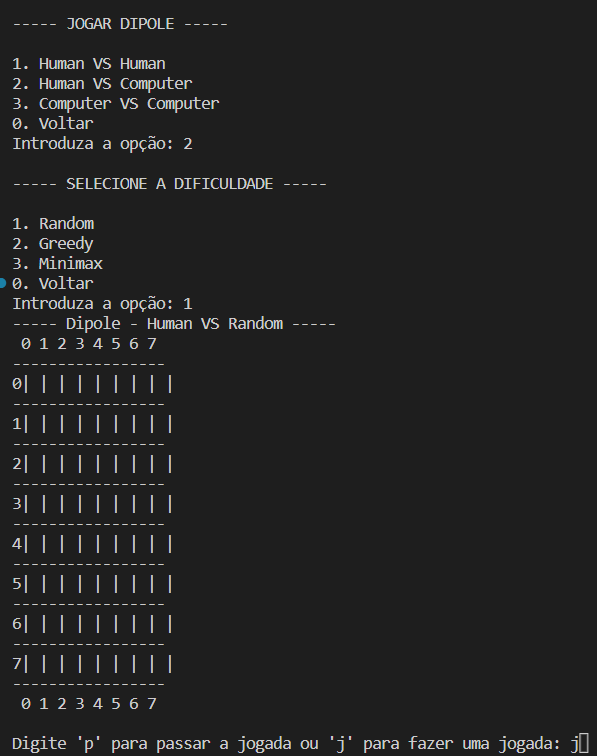 ----- JOGAR DIPOLE -----
1. Human VS Human
2. Human VS Computer
3. Computer VS Computer
0. Voltar
Introduza a opção: 2
----- SELECIONE A DIFICULDADE -----
1. Random
2. Greedy
3. Minimax
0. Voltar
Introduza a opção: 1
----- Dipole - Human VS Random -----
 0 1 2 3 4 5 6 7
-----------------
0| | | | | | | | |
-----------------
1| | | | | | | | |
-----------------
2| | | | | | | | |
-----------------
3| | | | | | | | |
-----------------
4| | | | | | | | |
-----------------
5| | | | | | | | |
-----------------
6| | | | | | | | |
-----------------
7| | | | | | | | |
-----------------
 0 1 2 3 4 5 6 7
Digite 'p' para passar a jogada ou 'j' para fazer uma jogada: j